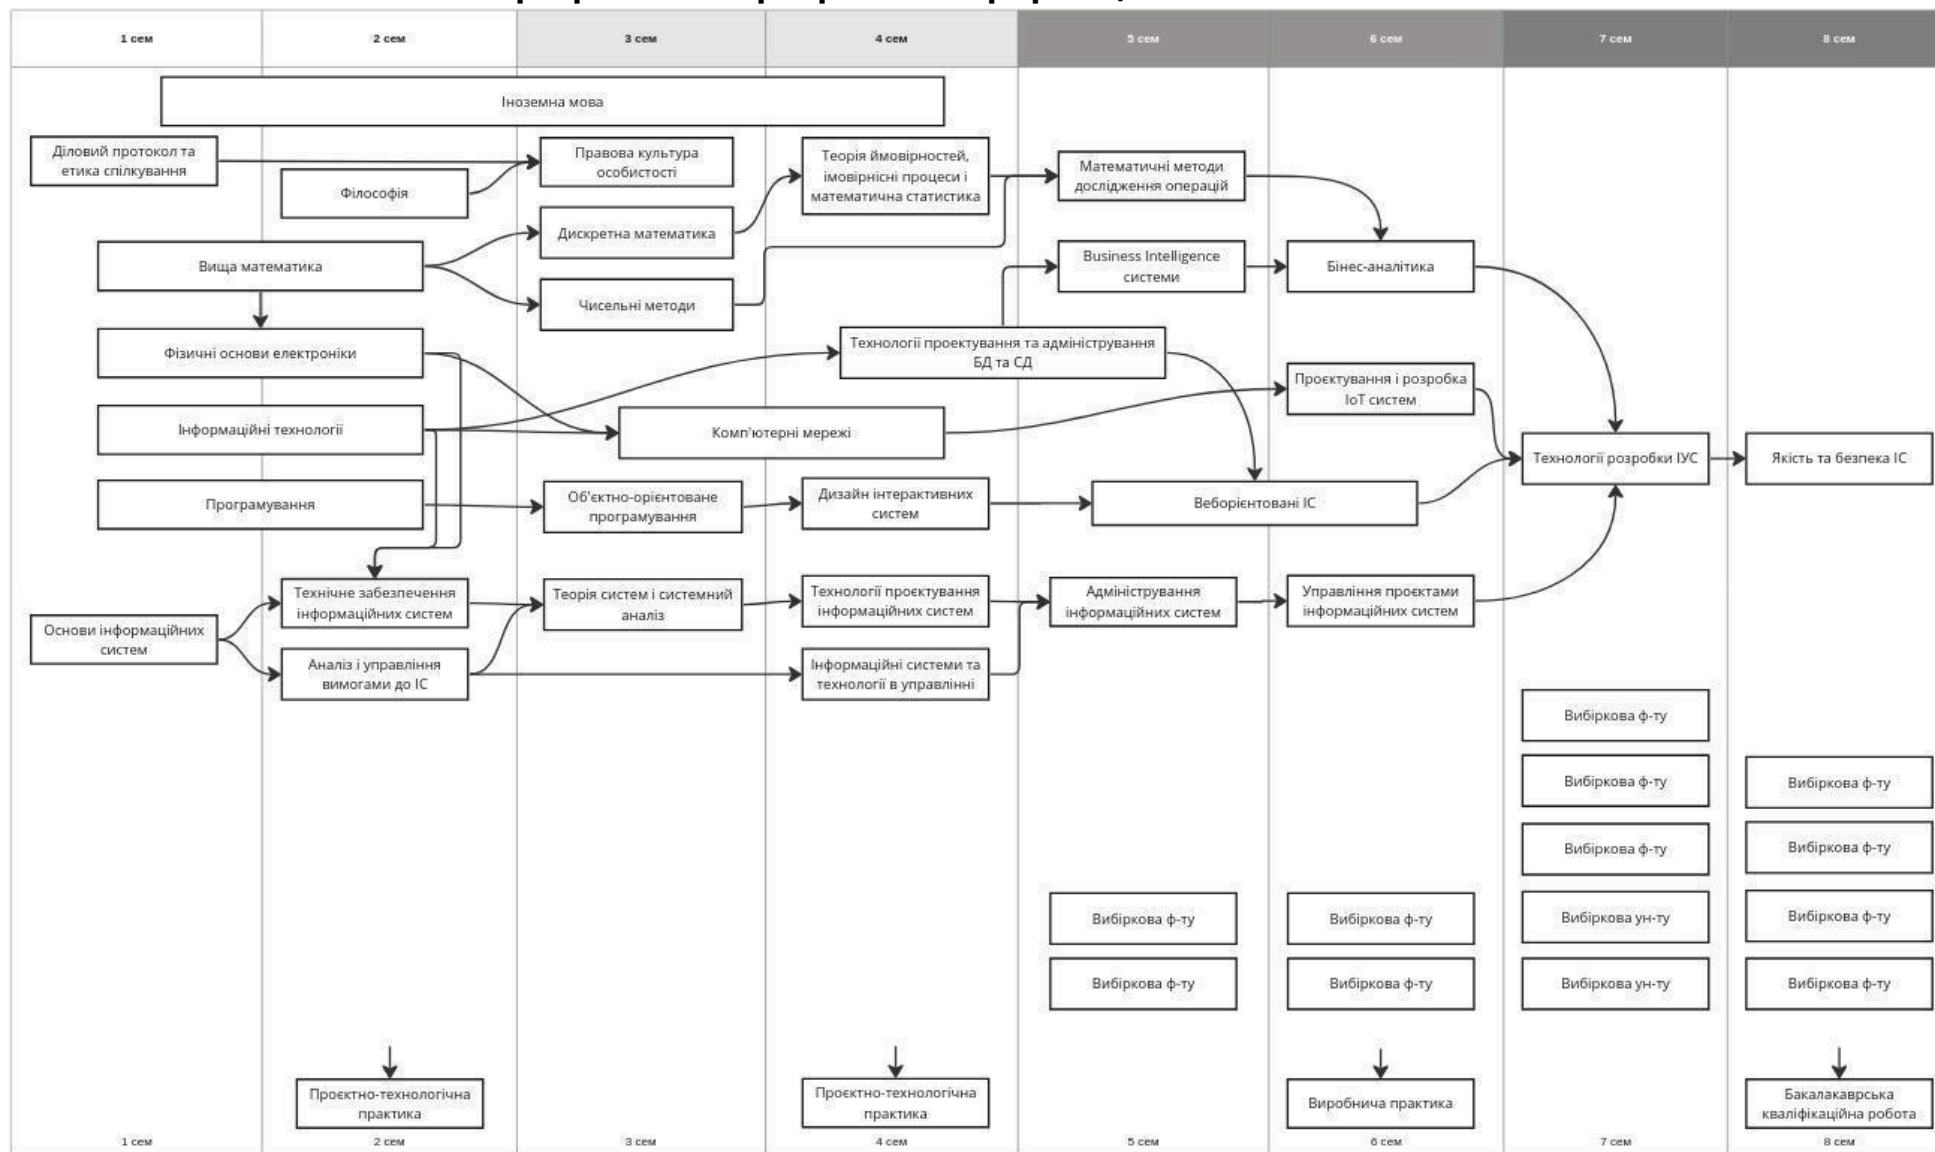 1 сем
2 сем
3 сем
4 сем
5 сем
6 сем
7 сем
8 сем
Іноземна мова
Діловий протокол та
етика спілкування
Філософія
Правова культура
особистості
Теорія ймовірностей,
імовірнісні процеси і
математична статистика
Математичні методи
дослідження операцій
Дискретна математика
Вища математика
Business Intelligence
системи
Бінес-аналітика
Чисельні методи
Фізичні основи електроніки
Технології проектування та адміністрування
БД та СД
Проєктування і розробка
IoT систем
Інформаційні технології
Комп'ютерні мережі
Технології розробки ІУС
Якість та безпека ІС
Програмування
Об'єктно-орієнтоване
програмування
Дизайн інтерактивних
систем
Веборієнтовані ІС
Технічне забезпечення
інформаційних систем
Теорія систем і системний
аналіз
Технології проєктування
інформаційних систем
Адміністрування
інформаційних систем
Управління проєктами
інформаційних систем
Основи інформаційних
систем
Аналіз і управління
вимогами до ІС
Інформаційні системи та
технології в управлінні
Вибіркова ф-ту
Вибіркова ф-ту
Вибіркова ф-ту
Вибіркова ф-ту
Вибіркова ф-ту
Вибіркова ф-ту
Вибіркова ф-ту
Вибіркова ун-ту
Вибіркова ф-ту
Вибіркова ф-ту
Вибіркова ф-ту
Вибіркова ун-ту
Вибіркова ф-ту
Проєктно-технологічна
практика
Проєктно-технологічна
практика
Виробнича практика
Бакалакаврська
кваліфікаційна робота
1 сем
2 сем
3 сем
4 сем
5 сем
6 сем
7 сем
8 сем